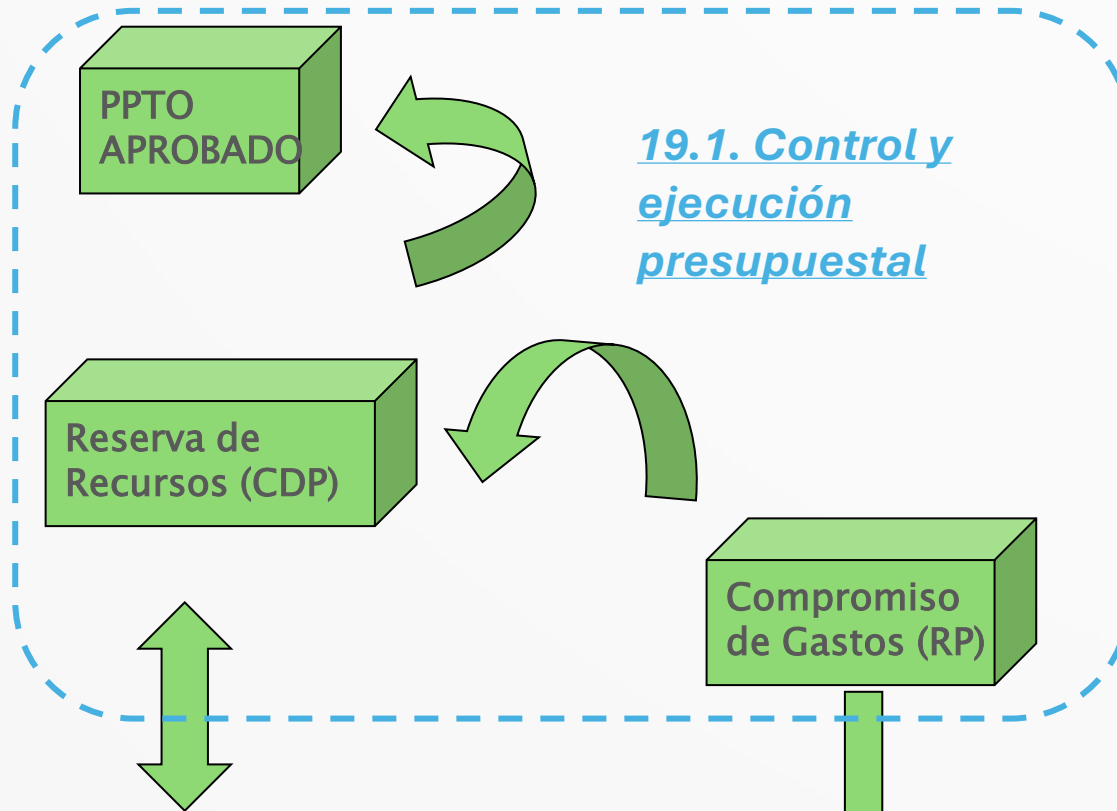 PPTO
APROBADO
19.1. Control y
ejecución
presupuestal
Reserva de
Recursos (CDP)
Compromiso
de Gastos (RP)